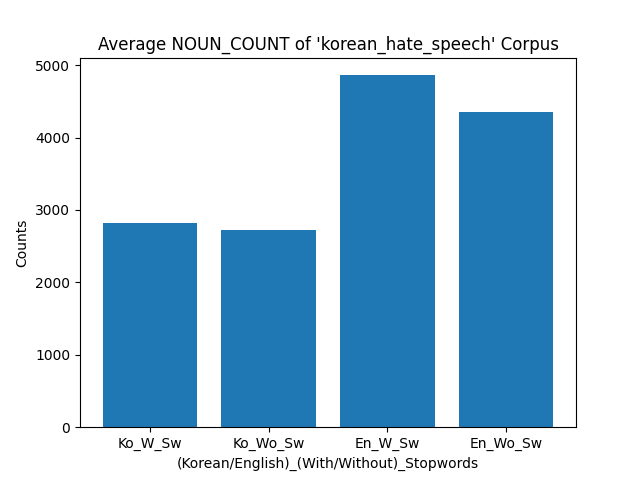 Average NOUN_COUNT of 'korean_hate_speech' Corpus
5000
4000
3000
2000
1000
0
Counts
Ko_W_Sw
Ko_Wo_Sw
En_W_Sw
En_Wo_Sw
(Korean/English)_(With/Without)_Stopwords